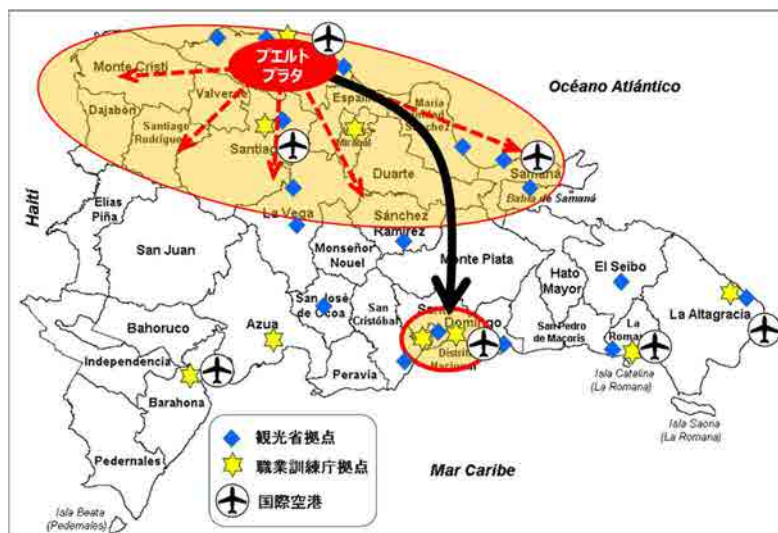 プエルト
プラタ
Monte Cristi
Océano Atlántico
Valverde
Espaillat
María
Trinidad
Sánchez
Dajabón
Santiago
Rodríguez
Santiago
Duarte
Samaná
Bahía de Samaná
Haití
Elías
Piña
La Vega
Sánchez
Ramírez
San Juan
Monseñor
Nouel
Monte Plata
Hato
Mayor
El Seibo
San José
de Ocoa
San
Cristóbal
Santo
Domingo
La Altagracia
Bahoruco
Azua
San Pedro
de Macorís
La
Romana
Distrito
Nacional
Independencia
Peravia
Isla Catalina
(La Romana)
Barahona
Isla Saona
(La Romana)
Pedernales
Mar Caribe
Isla Beata
(Pedernales)
観光省拠点
職業訓練庁拠点
国際空港